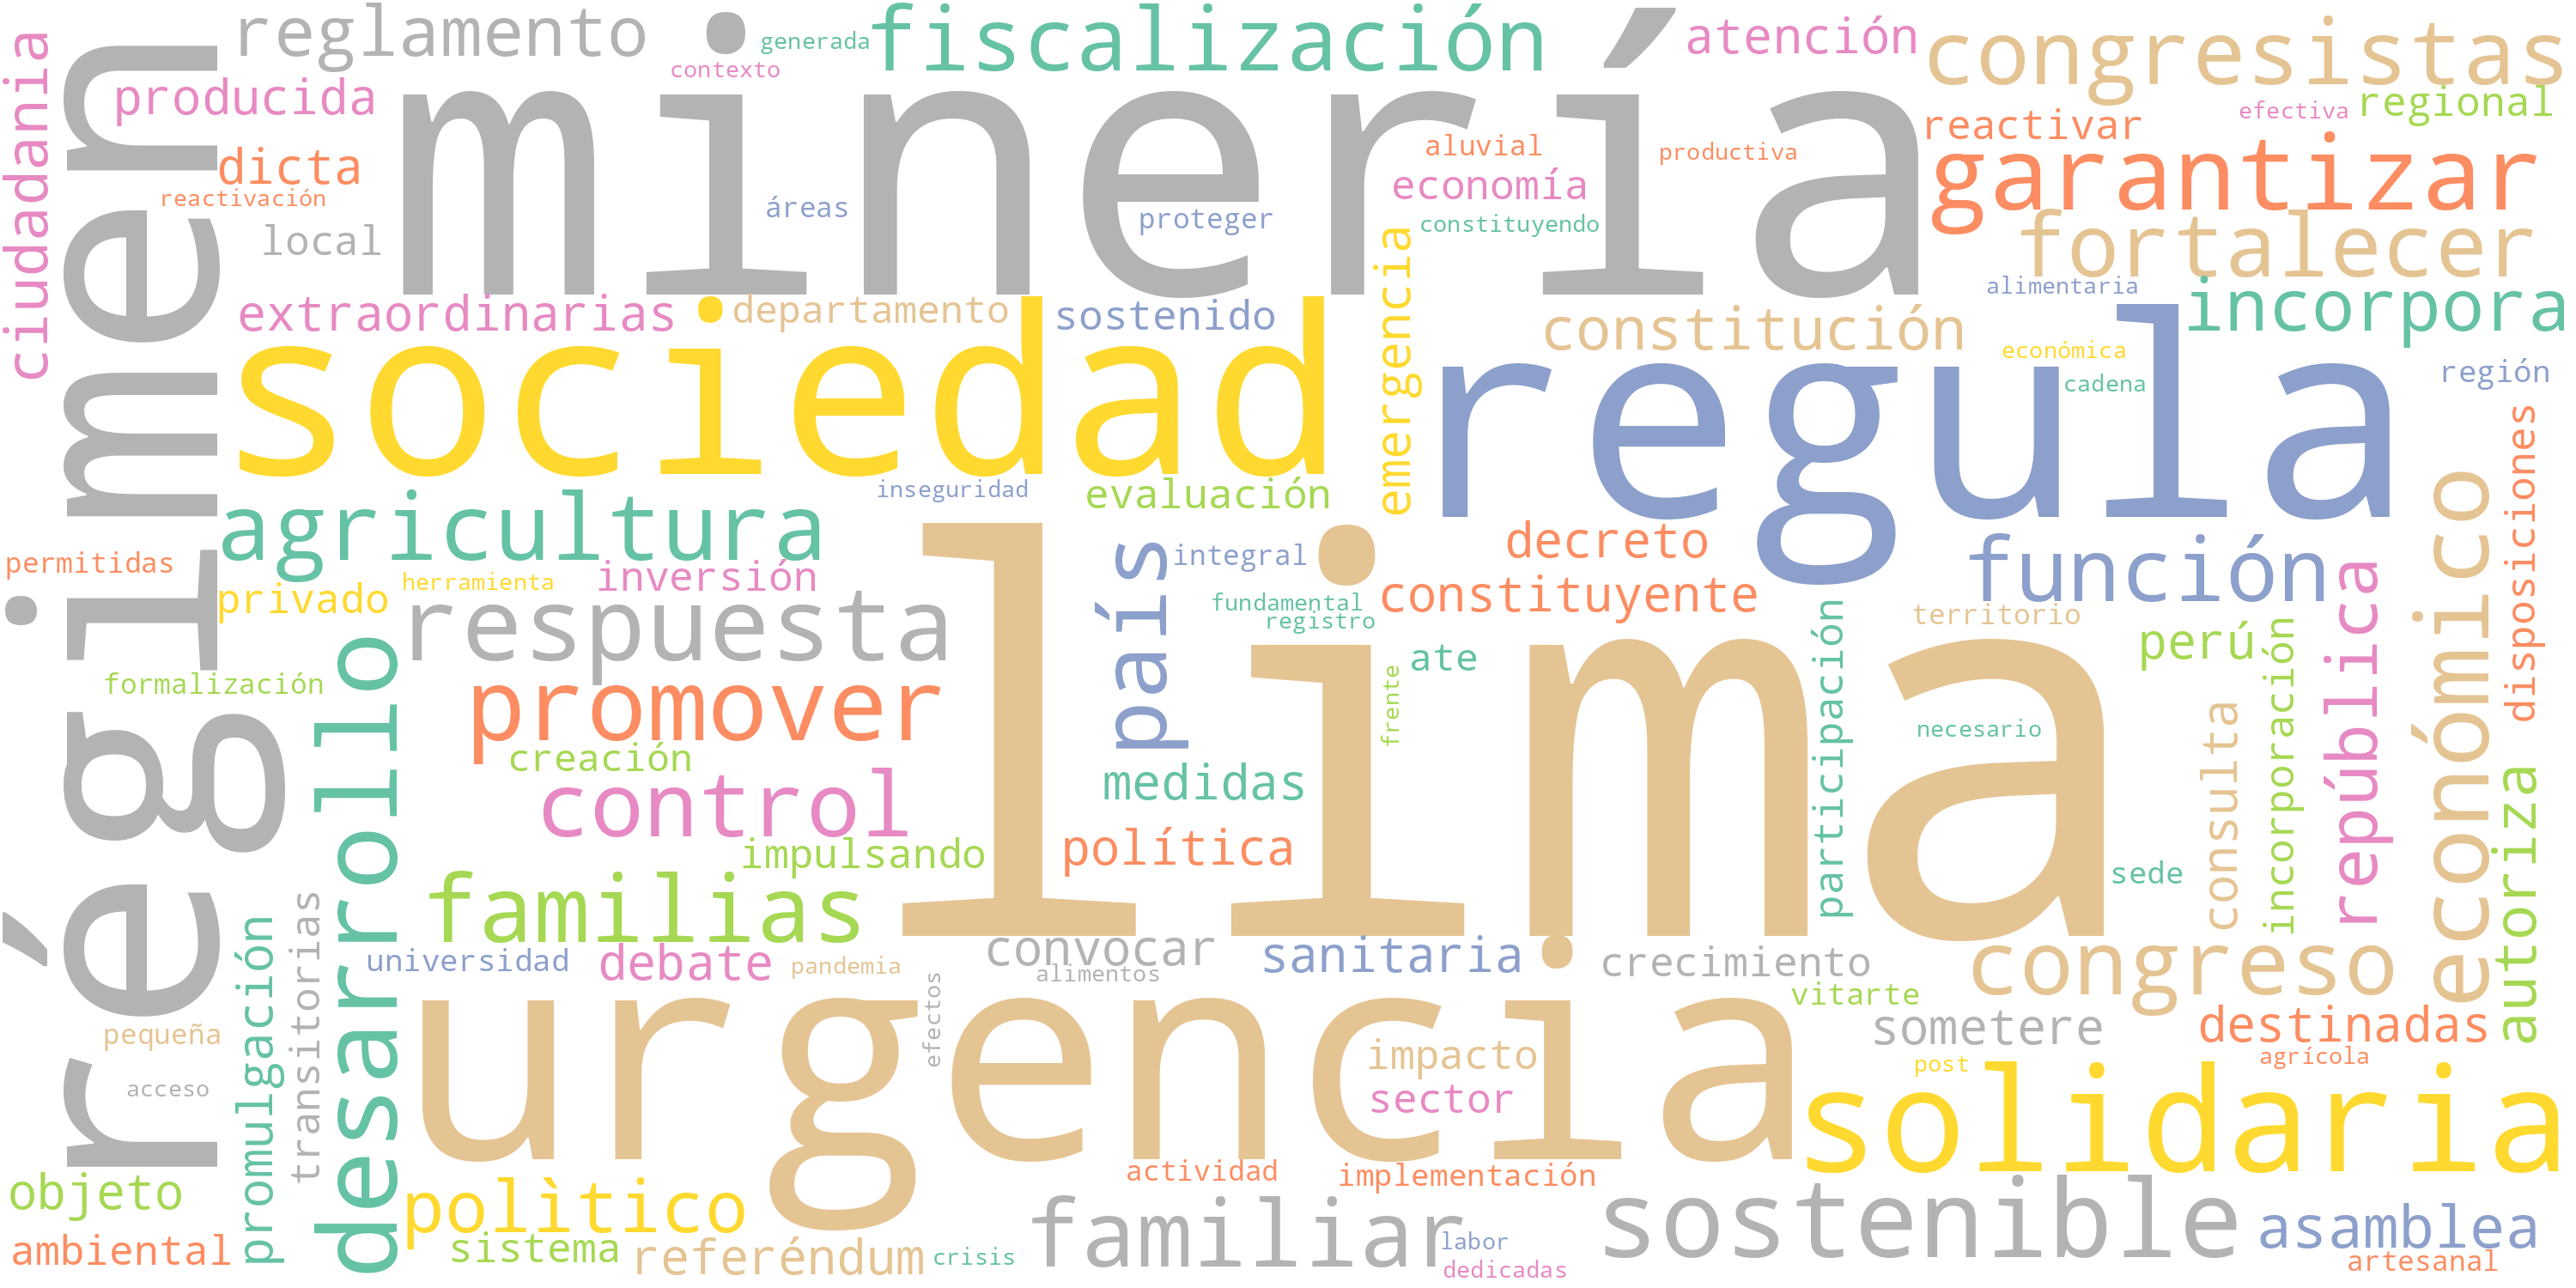 reglamento
generada
fiscalización
atención
congresistas
ciudadania
régimen
contexto
producida
minería
reactivar
efectiva
regional
dicta
aluvial
productiva
garantizar
reactivación
áreas
proteger
economía
constituyendo
local
fortalecer
emergencia
alimentaria
extraordinarias
departamento
sostenido
constitución
incorpora
sociedad
regula
económica
cadena
región
inseguridad
evaluación
disposiciones
agricultura
país
integral
decreto
función
económico
permitidas
privado
herramienta
inversión
respuesta
fundamental
registro
constituyente
república
territorio
participación
perú
incorporación
ate
lima
formalización
desarrollo
promover
frente
necesario
consulta
creación
medidas
autoriza
control
impulsando
política
sede
familias
universidad
debate
pandemia
convocar
alimentos
sanitaria
crecimiento
congreso
vitarte
promulgación
transitorias
efectos
urgencia
pequeña
impacto
sometere
destinadas
acceso
sector
post
agrícola
solidaria
objeto
polìtico
actividad
implementación
sostenible
ambiental
sistema
referéndum
crisis
familiar
labor
dedicadas
asamblea
artesanal